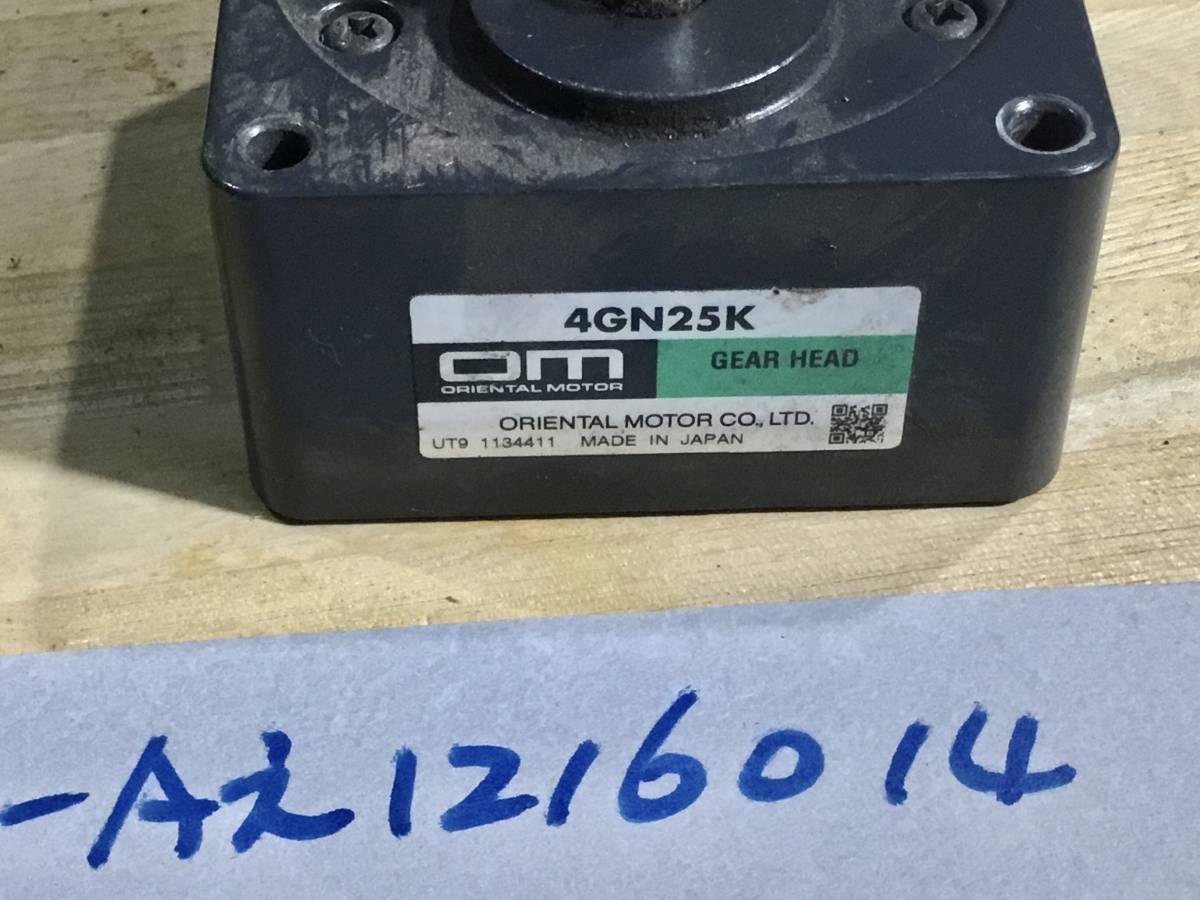 4GN25K
OM
ORIENTAL MOTOR
GEAR HEAD
ORIENTAL MOTOR CO., LTD.
UT9 1134411 MADE IN JAPAN
-A21216014